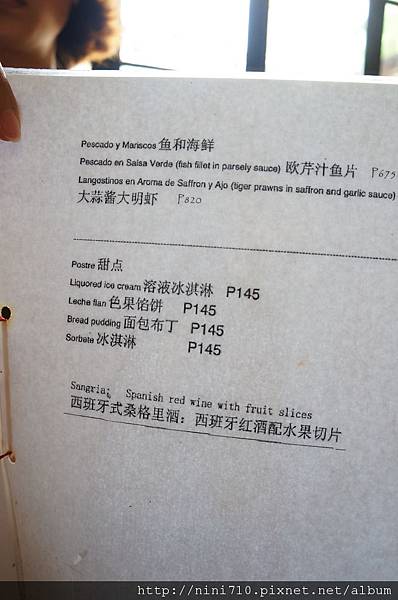 Pescado y Mariscos 鱼和海鲜
Pescado en Salsa Verde (fish fillet in parsely sauce) 欧芹汁鱼片 ₱675
Langostinos en Aroma de Saffron y Ajo (tiger prawns in saffron and garlic sauce)
大蒜酱大明虾 ₱820
Postre 甜点
Liquored ice cream 溶液冰淇淋 P145
Leche flan 色果馅饼 P145
Bread pudding 面包布丁 P145
Sorbete 冰淇淋 P145
Sangria; Spanish red wine with fruit slices
西班牙式桑格里酒：西班牙红酒配水果切片
http://nini710.pixnet.net/album